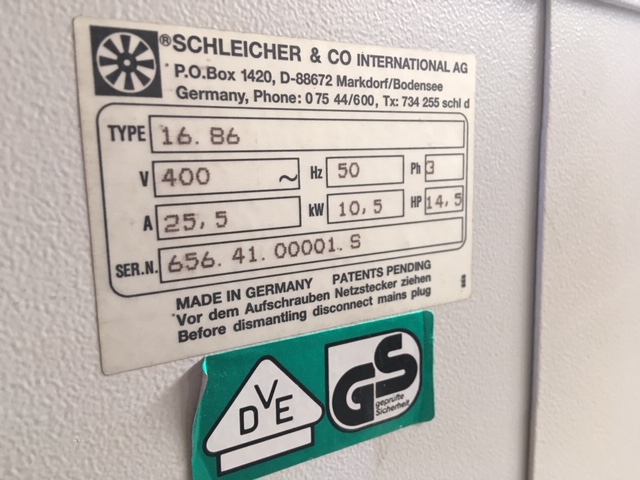 ®SCHLEICHER & CO INTERNATIONAL AG
P.O.Box 1420, D-88672 Markdorf/Bodensee
Germany, Phone: 0 75 44/600, Tx: 734 255 schl d
TYPE 16. 86
V 400 ~ Hz 50 Ph 3
A 25,5 kW 10,5 HP 14,5
SER.N. 656. 41. 00001. S
MADE IN GERMANY PATENTS PENDING
Vor dem Aufschrauben Netzstecker ziehen
Before dismantling disconnect mains plug
DVE
GS
geprüfte
Sicherheit